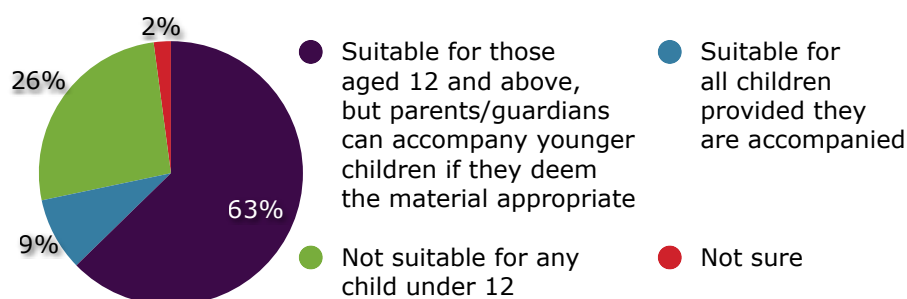 2%
26%
63%
9%
Suitable for those
aged 12 and above,
but parents/guardians
can accompany younger
children if they deem
the material appropriate
Suitable for
all children
provided they
are accompanied
Not suitable for any
child under 12
Not sure